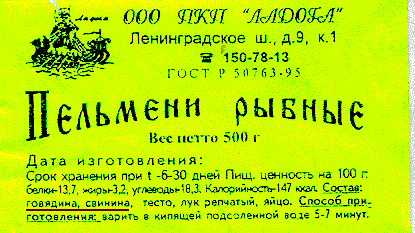 Ладога
ООО ПКП "ЛАДОГА"
Ленинградское ш., д.9, к.1
☎ 150-78-13
ГОСТ Р 50763-95
Пельмени рыбные
Вес нетто 500 г
Дата изготовления:
Срок хранения при t -6-30 дней Пищ. ценность на 100 г:
белки-13,7, жиры-3,2, углеводы-18,3. Калорийность-147 ккал. Состав:
говядина, свинина, тесто, лук репчатый, яйцо. Способ при-
готовления: варить в кипящей подсоленной воде 5-7 минут.